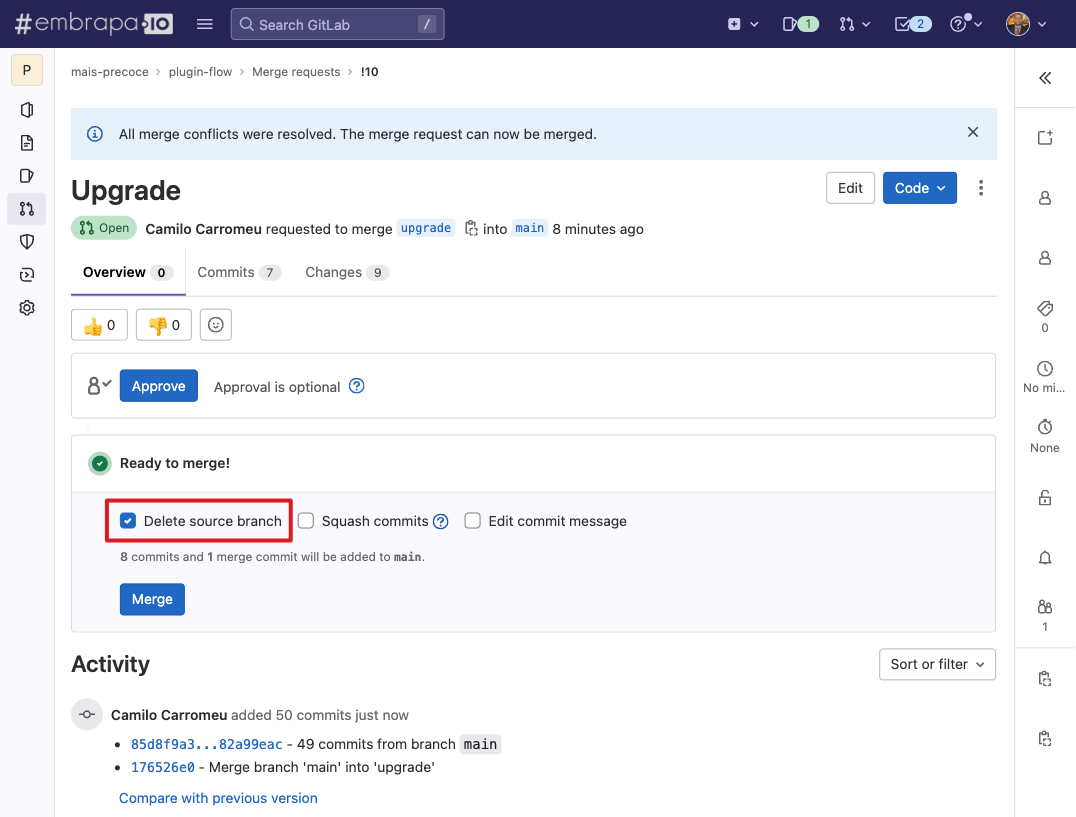 #embrapa.IO
Search GitLab /
1
2
P
mais-precoce › plugin-flow › Merge requests › !10
All merge conflicts were resolved. The merge request can now be merged.
Upgrade
Edit
Code
Open
Camilo Carromeu requested to merge upgrade into main 8 minutes ago
Overview 0
Commits 7
Changes 9
👍 0
👎 0
Approve
Approval is optional
Ready to merge!
Delete source branch
Squash commits
Edit commit message
8 commits and 1 merge commit will be added to main.
Merge
Activity
Sort or filter
Camilo Carromeu added 50 commits just now
• 85d8f9a3...82a99eac - 49 commits from branch main
• 176526e0 - Merge branch 'main' into 'upgrade'
Compare with previous version
0
No mi...
None
1